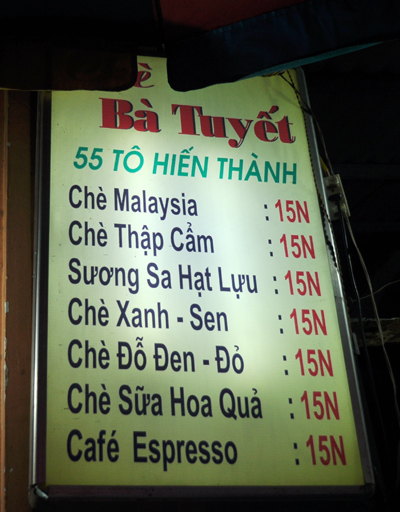 Bà Tuyết
55 TÔ HIẾN THÀNH
Chè Malaysia : 15N
Chè Thập Cẩm : 15N
Sương Sa Hạt Lựu : 15N
Chè Xanh - Sen : 15N
Chè Đỗ Đen - Đỏ : 15N
Chè Sữa Hoa Quả : 15N
Café Espresso : 15N